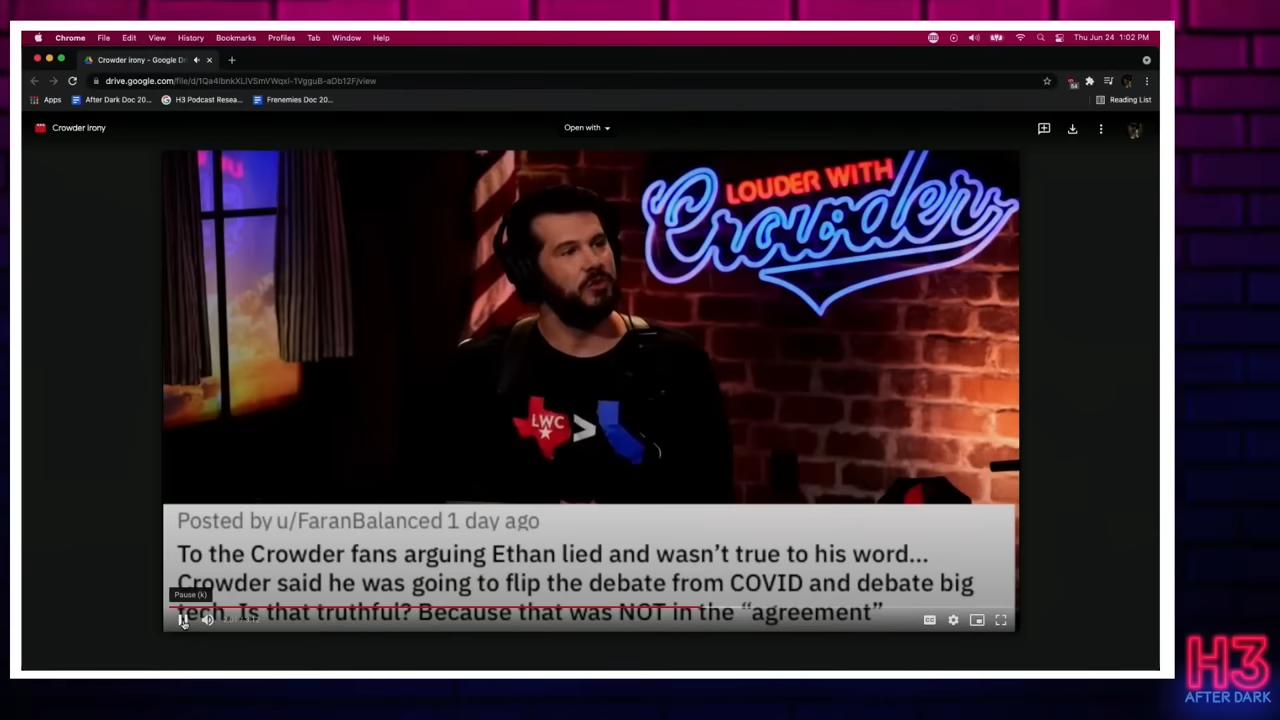 Chrome File Edit View History Bookmarks Profiles Tab Window Help Thu Jun 24 1:02 PM
Crowder irony - Google Dr
drive.google.com
Apps After Dark Doc 20... H3 Podcast Resea... Frenemies Doc 20... Reading List
Crowder irony
Open with
LOUDER WITH
Crowder
LWC >
Posted by u/FaranBalanced 1 day ago
To the Crowder fans arguing Ethan lied and wasn't true to his word...
Crowder said he was going to flip the debate from COVID and debate big
Pause (k)
tech. Is that truthful? Because that was NOT in the "agreement"
CC
H3
AFTER DARK